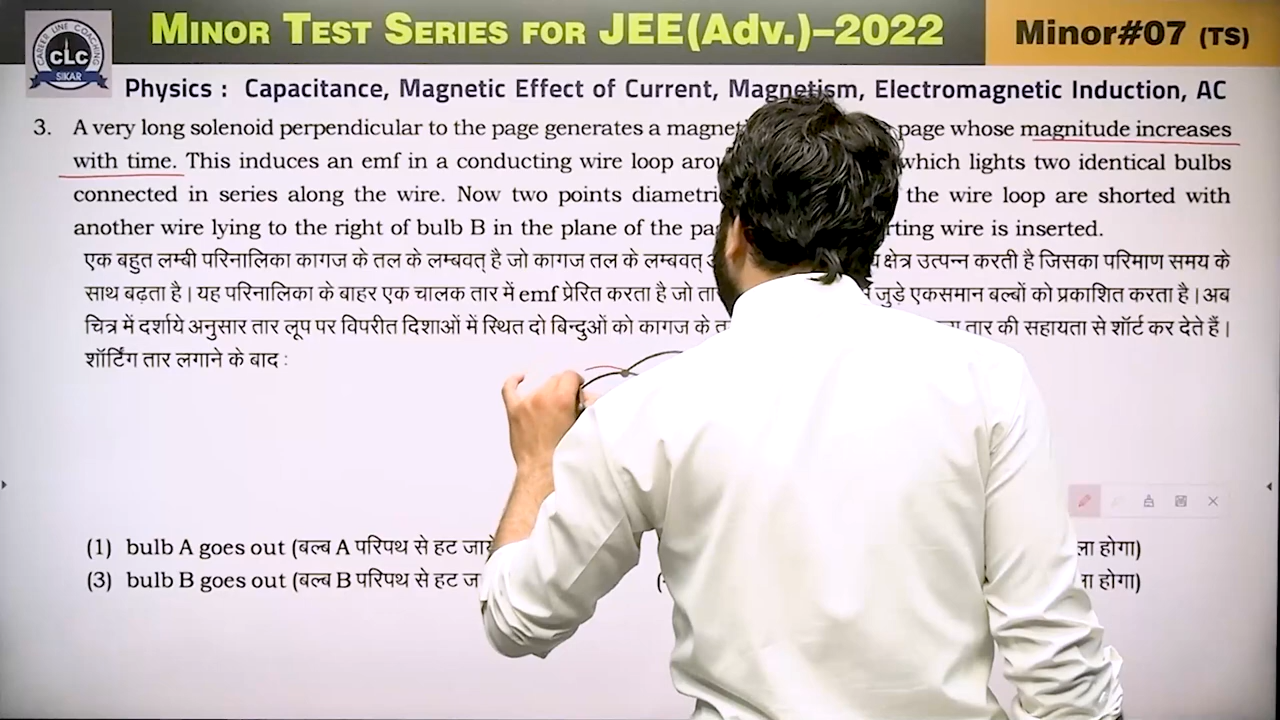 CAREER LINE COACHING
CLC
SIKAR
MINOR TEST SERIES FOR JEE(Adv.)–2022
Minor#07 (TS)
Physics : Capacitance, Magnetic Effect of Current, Magnetism, Electromagnetic Induction, AC
3. A very long solenoid perpendicular to the page generates a page whose magnitude increases
with time. This induces an emf in a conducting wire loop which lights two identical bulbs
connected in series along the wire. Now two points the wire loop are shorted with
another wire lying to the right of bulb B in the plane of the wire is inserted.
एक बहुत लम्बी परिनालिका कागज के तल के लम्बवत् है जो कागज तल के लम्बवत् क्षेत्र उत्पन्न करती है जिसका परिमाण समय के
साथ बढ़ता है। यह परिनालिका के बाहर एक चालक तार में emf प्रेरित करता है जो जुड़े एकसमान बल्बों को प्रकाशित करता है। अब
चित्र में दर्शाये अनुसार तार लूप पर विपरीत दिशाओं में स्थित दो बिन्दुओं को कागज के तार की सहायता से शॉर्ट कर देते हैं।
शॉर्टिंग तार लगाने के बाद :
(1) bulb A goes out (बल्ब A परिपथ से हट होगा)
(3) bulb B goes out (बल्ब B परिपथ से हट होगा)